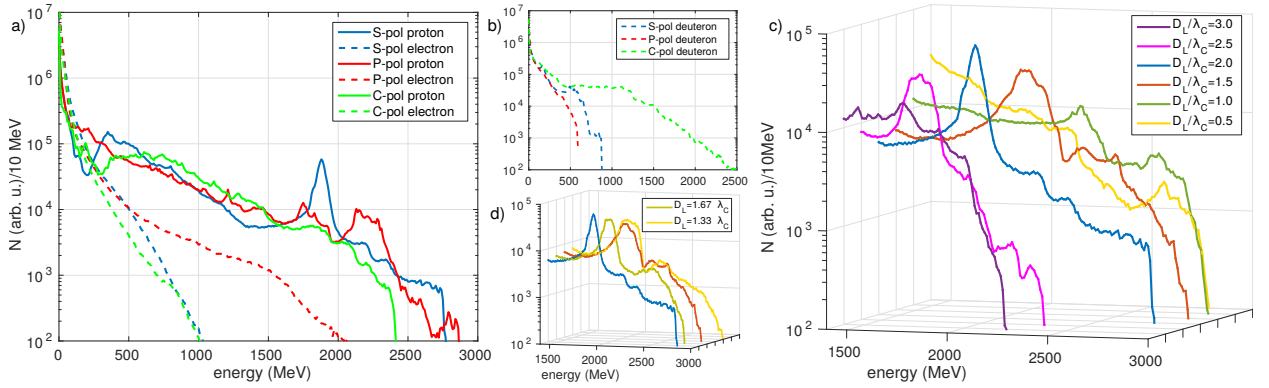 a)
10^7
10^6
10^5
10^4
10^3
10^2
N (arb. u.)/10 MeV
0 500 1000 1500 2000 2500 3000
energy (MeV)
S-pol proton
S-pol electron
P-pol proton
P-pol electron
C-pol proton
C-pol electron
b)
10^7
10^6
10^5
10^4
10^3
10^2
0 500 1000 1500 2000 2500
S-pol deuteron
P-pol deuteron
C-pol deuteron
d)
10^5
10^4
10^3
10^2
1500 2000 2500 3000
energy (MeV)
D_L=1.67 λ_C
D_L=1.33 λ_C
c)
10^5
10^4
10^3
10^2
N (arb. u.)/10MeV
1500 2000 2500 3000
energy (MeV)
D_L/λ_C=3.0
D_L/λ_C=2.5
D_L/λ_C=2.0
D_L/λ_C=1.5
D_L/λ_C=1.0
D_L/λ_C=0.5